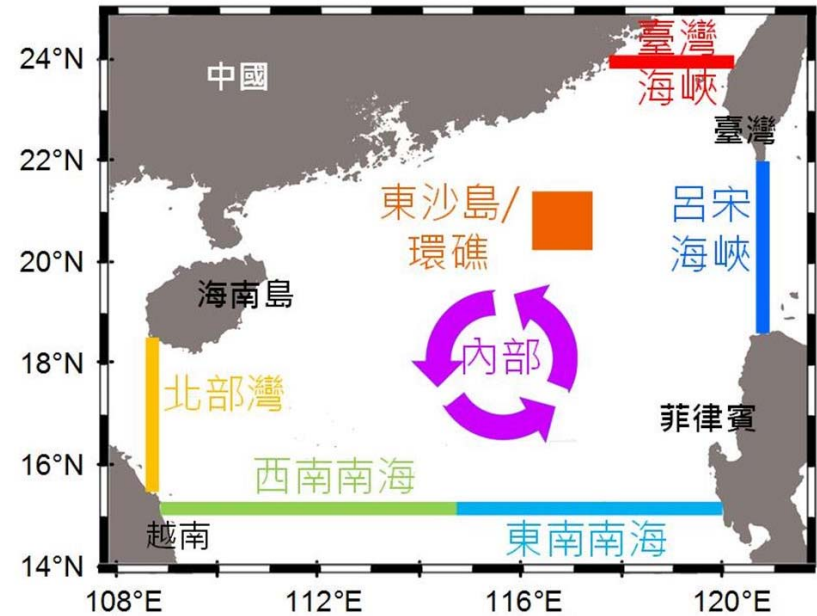 24°N
22°N
20°N
18°N
16°N
14°N
108°E
112°E
116°E
120°E
中國
臺灣
海峽
臺灣
東沙島/
環礁
呂宋
海峽
海南島
內部
北部灣
菲律賓
西南南海
越南
東南南海